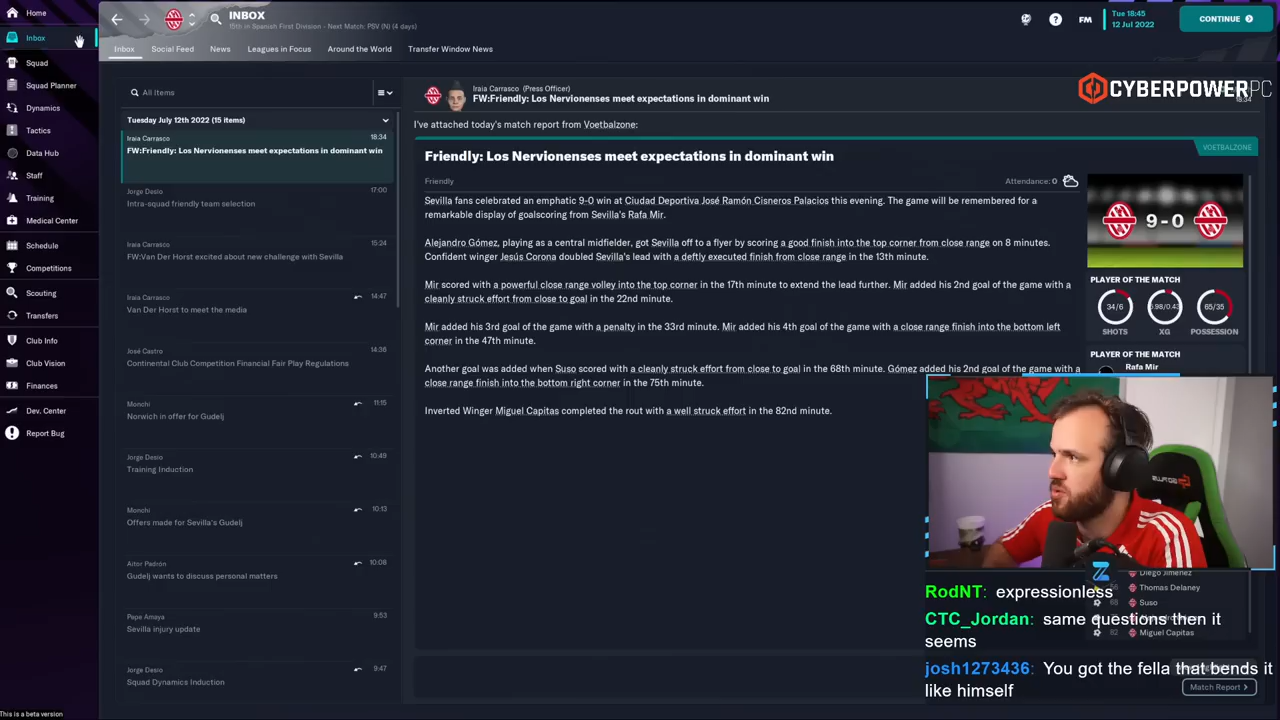 Home
Inbox
Squad
Squad Planner
Dynamics
Tactics
Data Hub
Staff
Training
Medical Center
Schedule
Competitions
Scouting
Transfers
Club Info
Club Vision
Finances
Dev. Center
Report Bug
This is a beta version
INBOX
15th in Spanish First Division - Next Match: PBV (N) (4 days)
FM
Tue 18:45
12 Jul 2022
CONTINUE
Inbox
Social Feed
News
Leagues in Focus
Around the World
Transfer Window News
All Items
Tuesday July 12th 2022 (15 items)
Iraia Carrasco
18:34
FW:Friendly: Los Nervionenses meet expectations in dominant win
Jorge Desio
17:00
Intra-squad friendly team selection
Iraia Carrasco
15:24
FW:Van Der Horst excited about new challenge with Sevilla
Iraia Carrasco
14:47
Van Der Horst to meet the media
José Castro
14:36
Continental Club Competition Financial Fair Play Regulations
Monchi
11:15
Norwich in offer for Gudelj
Jorge Desio
10:49
Training Induction
Monchi
10:13
Offers made for Sevilla's Gudelj
Aitor Padrón
10:08
Gudelj wants to discuss personal matters
Pepe Amaya
9:53
Sevilla injury update
Jorge Desio
9:47
Squad Dynamics Induction
Iraia Carrasco (Press Officer)
FW:Friendly: Los Nervionenses meet expectations in dominant win
CYBERPOWERPC
18:34
I've attached today's match report from Voetbalzone:
VOETBALZONE
Friendly: Los Nervionenses meet expectations in dominant win
Friendly
Attendance: 0
Sevilla fans celebrated an emphatic 9-0 win at Ciudad Deportiva José Ramón Cisneros Palacios this evening. The game will be remembered for a
remarkable display of goalscoring from Sevilla's Rafa Mir.
Alejandro Gómez, playing as a central midfielder, got Sevilla off to a flyer by scoring a good finish into the top corner from close range on 8 minutes.
Confident winger Jesús Corona doubled Sevilla's lead with a deftly executed finish from close range in the 13th minute.
Mir scored with a powerful close range volley into the top corner in the 17th minute to extend the lead further. Mir added his 2nd goal of the game with a
cleanly struck effort from close to goal in the 22nd minute.
Mir added his 3rd goal of the game with a penalty in the 33rd minute. Mir added his 4th goal of the game with a close range finish into the bottom left
corner in the 47th minute.
Another goal was added when Suso scored with a cleanly struck effort from close to goal in the 68th minute. Gómez added his 2nd goal of the game with a
close range finish into the bottom right corner in the 75th minute.
Inverted Winger Miguel Capitas completed the rout with a well struck effort in the 82nd minute.
9 - 0
PLAYER OF THE MATCH
34/6
65/35
SHOTS
XG
POSSESSION
PLAYER OF THE MATCH
Rafa Mir
Diego Jiménez
Thomas Delaney
68 Suso
82 Miguel Capitas
RodNT: expressionless
CTC_Jordan: same questions then it
seems
josh1273436: You got the fella that bends it
like himself
Match Report